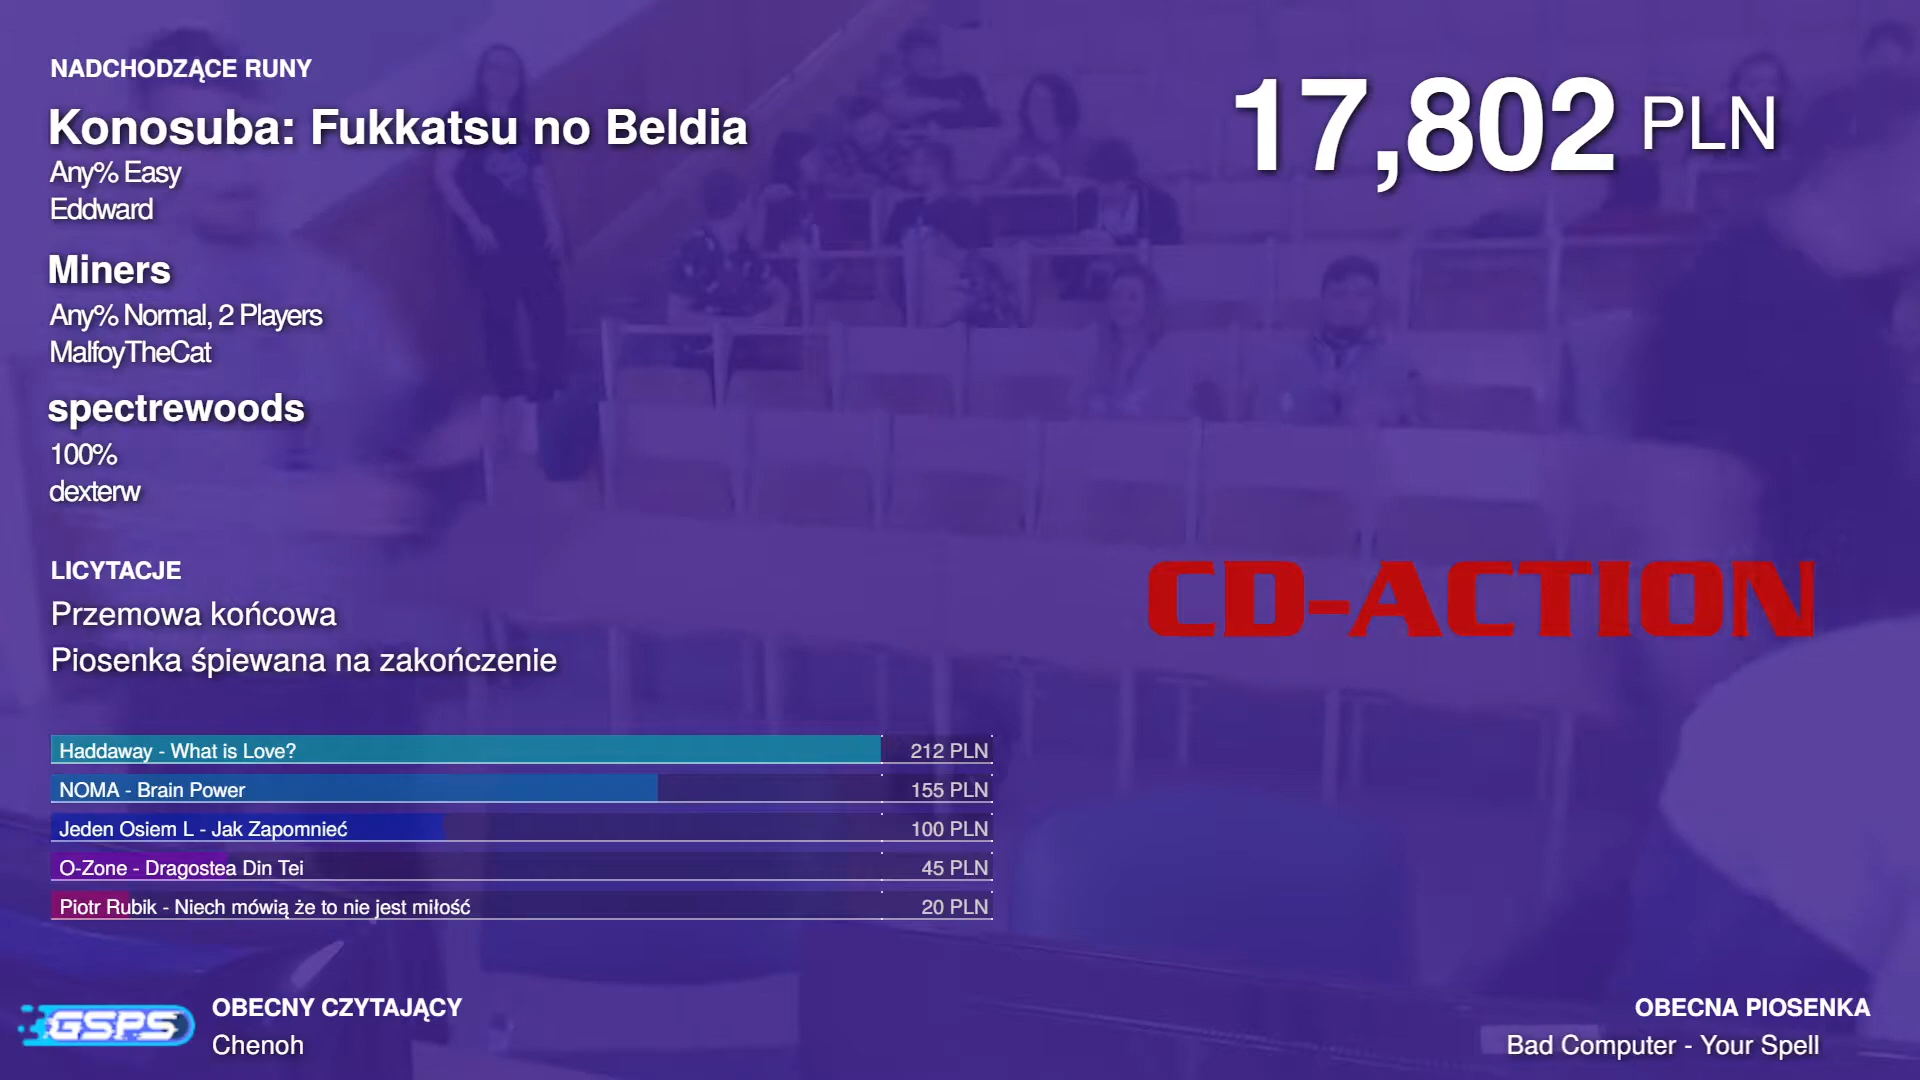 NADCHODZĄCE RUNY
Konosuba: Fukkatsu no Beldia
Any% Easy
Eddward
Miners
Any% Normal, 2 Players
MalfoyTheCat
spectrewoods
100%
dexterw
17,802 PLN
LICYTACJE
Przemowa końcowa
Piosenka śpiewana na zakończenie
CD-ACTION
Haddaway - What is Love? 212 PLN
NOMA - Brain Power 155 PLN
Jeden Osiem L - Jak Zapomnieć 100 PLN
O-Zone - Dragostea Din Tei 45 PLN
Piotr Rubik - Niech mówią że to nie jest miłość 20 PLN
GSPS
OBECNY CZYTAJĄCY
Chenoh
OBECNA PIOSENKA
Bad Computer - Your Spell